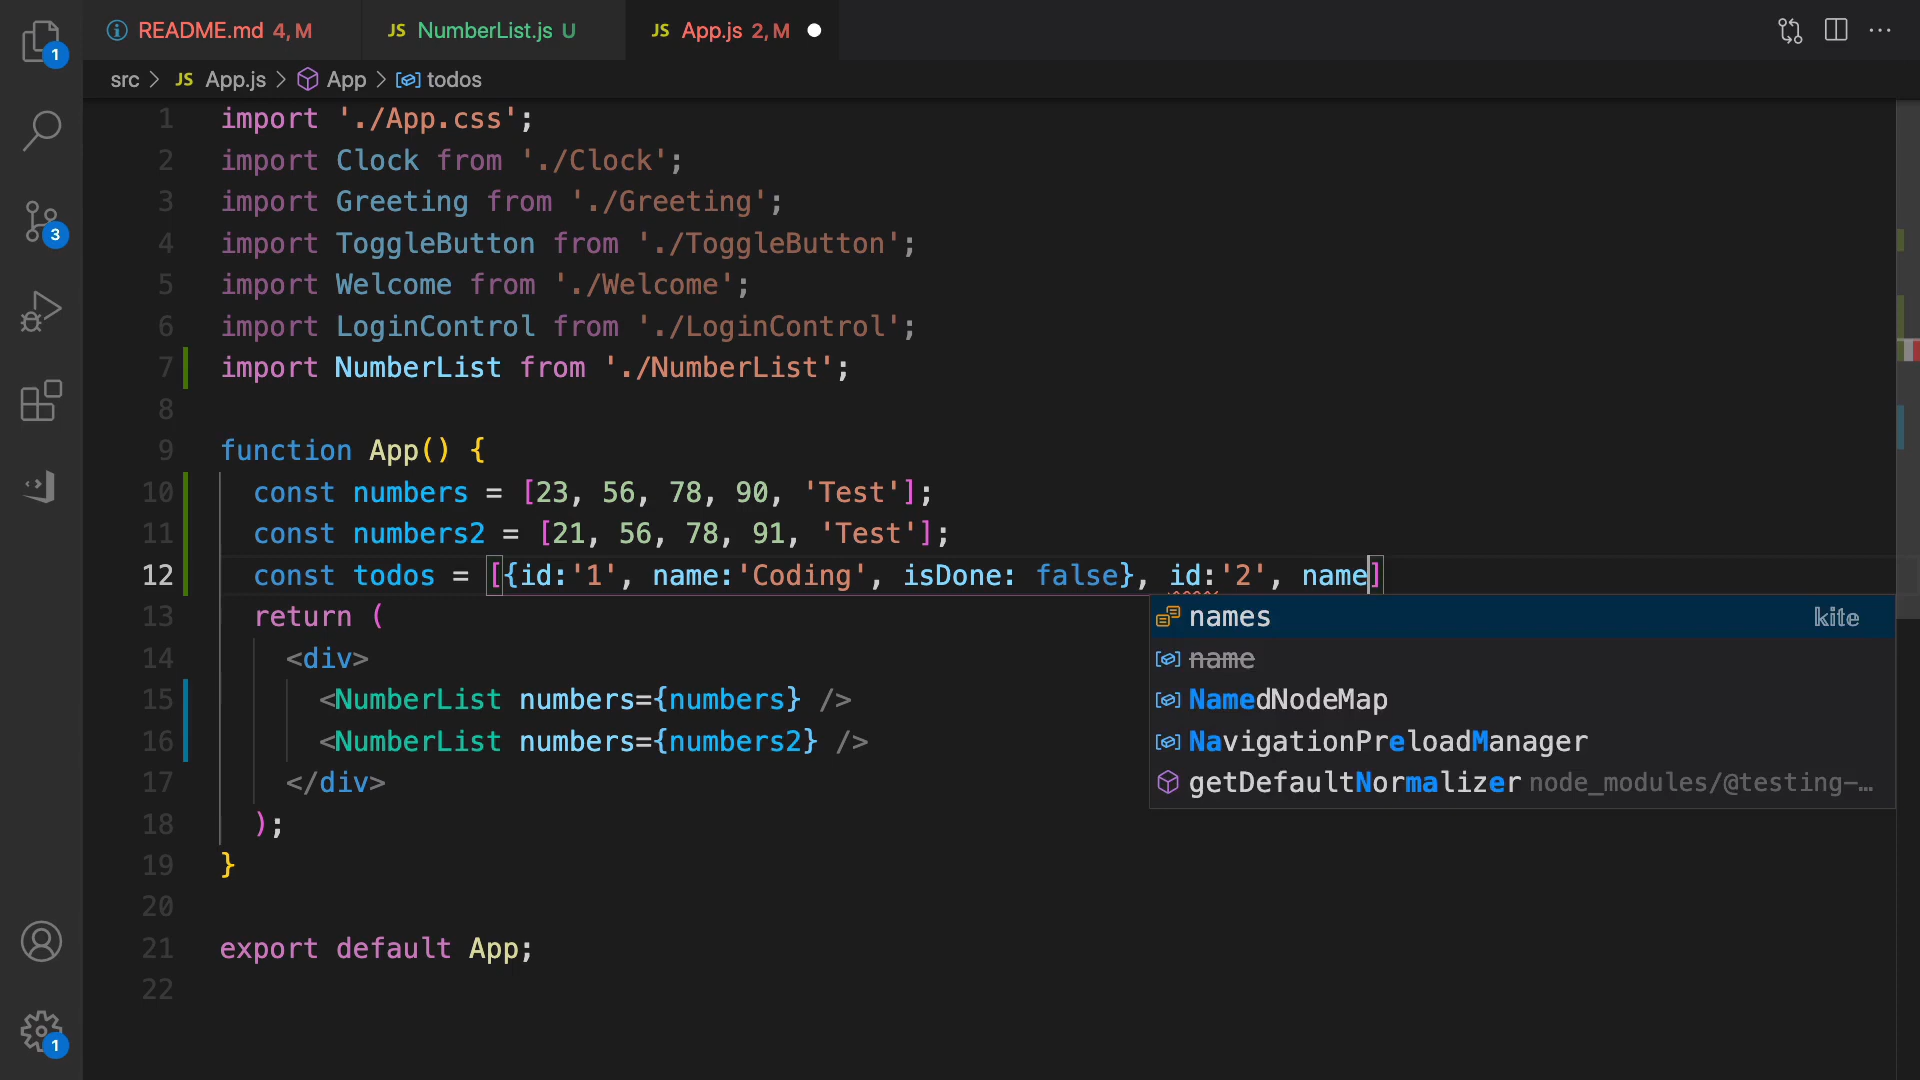 README.md 4, M
JS NumberList.js U
JS App.js 2, M
src > JS App.js > App > todos
1 import './App.css';
2 import Clock from './Clock';
3 import Greeting from './Greeting';
4 import ToggleButton from './ToggleButton';
5 import Welcome from './Welcome';
6 import LoginControl from './LoginControl';
7 import NumberList from './NumberList';
8
9 function App() {
10 const numbers = [23, 56, 78, 90, 'Test'];
11 const numbers2 = [21, 56, 78, 91, 'Test'];
12 const todos = [{id:'1', name:'Coding', isDone: false}, id:'2', name]
13 return (
14 <div>
15 <NumberList numbers={numbers} />
16 <NumberList numbers={numbers2} />
17 </div>
18 );
19 }
20
21 export default App;
22
names kite
name
NamedNodeMap
NavigationPreloadManager
getDefaultNormalizer node_modules/@testing-…
1
3
1